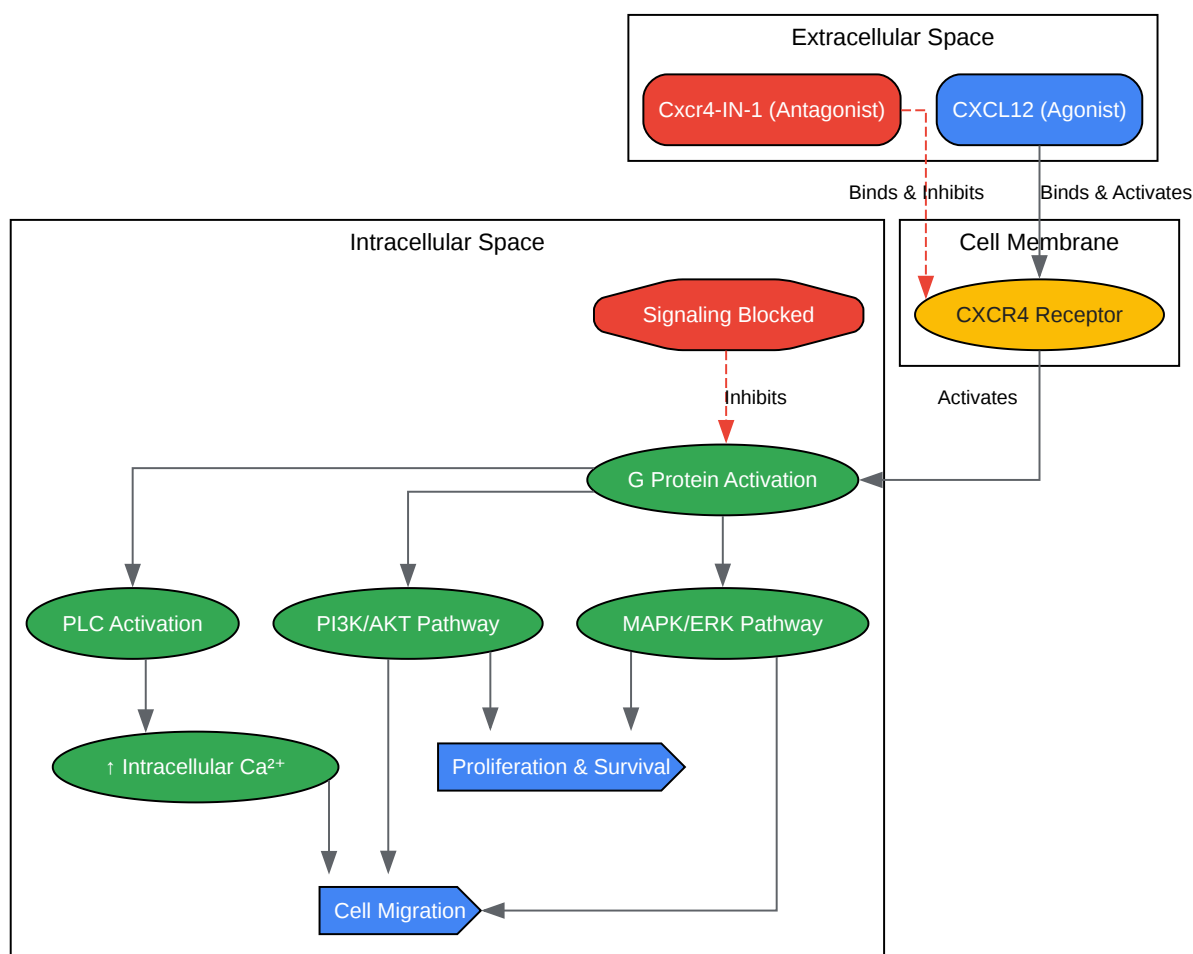 Extracellular Space
Cxcr4-IN-1 (Antagonist)
CXCL12 (Agonist)
Binds & Inhibits
Binds & Activates
Intracellular Space
Cell Membrane
Signaling Blocked
CXCR4 Receptor
Inhibits
Activates
G Protein Activation
PLC Activation
PI3K/AKT Pathway
MAPK/ERK Pathway
↑ Intracellular Ca²⁺
Proliferation & Survival
Cell Migration